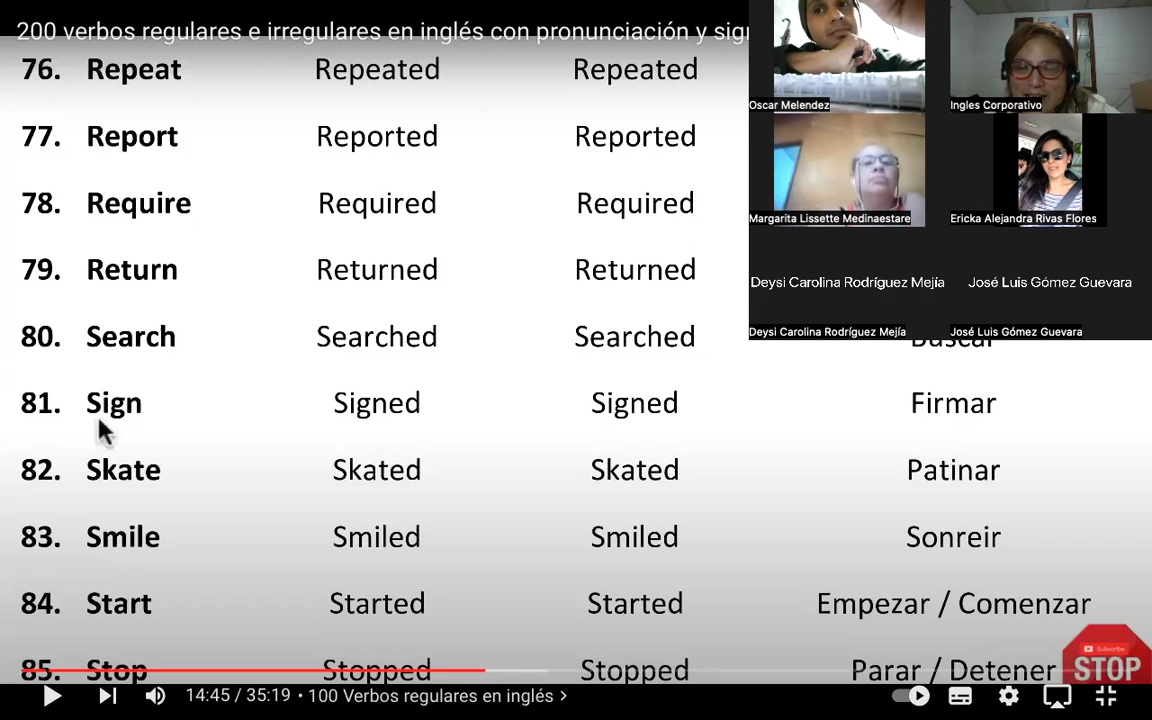 200 verbos regulares e irregulares en inglés con pronunciación y sig
76. Repeat Repeated Repeated
77. Report Reported Reported
78. Require Required Required
79. Return Returned Returned
80. Search Searched Searched Buscar
81. Sign Signed Signed Firmar
82. Skate Skated Skated Patinar
83. Smile Smiled Smiled Sonreir
84. Start Started Started Empezar / Comenzar
85. Stop Stopped Stopped Parar / Detener
Oscar Melendez
Ingles Corporativo
Margarita Lissette Medinaestare
Ericka Alejandra Rivas Flores
Deysi Carolina Rodríguez Mejía
José Luis Gómez Guevara
Deysi Carolina Rodríguez Mejía
José Luis Gómez Guevara
Subscribe
STOP
14:45 / 35:19 • 100 Verbos regulares en inglés >